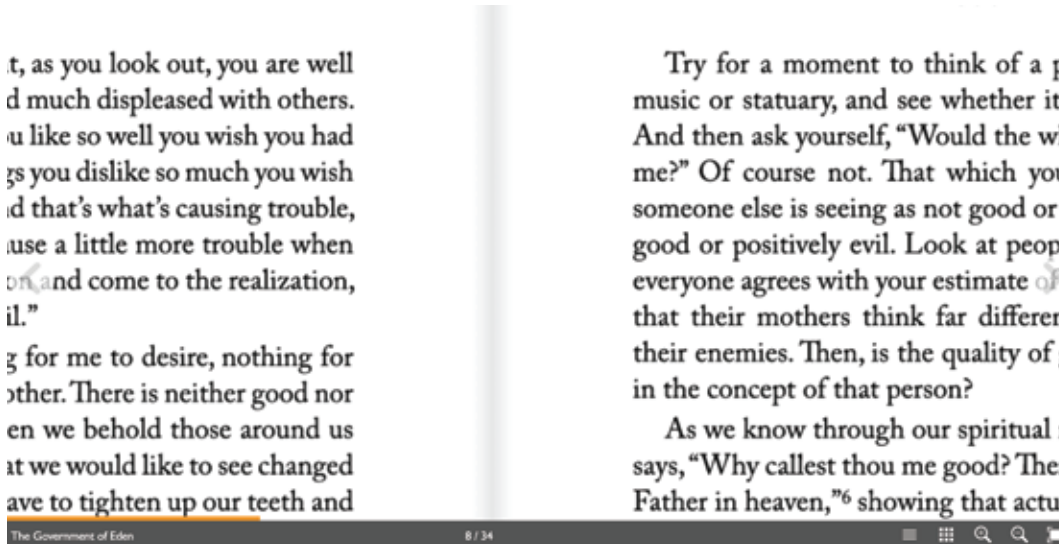 t, as you look out, you are well
d much displeased with others.
u like so well you wish you had
gs you dislike so much you wish
d that's what's causing trouble,
use a little more trouble when
on and come to the realization,
il.”
g for me to desire, nothing for
other. There is neither good nor
en we behold those around us
at we would like to see changed
ave to tighten up our teeth and
Try for a moment to think of a p
music or statuary, and see whether it
And then ask yourself, “Would the w
me?” Of course not. That which you
someone else is seeing as not good or
good or positively evil. Look at peop
everyone agrees with your estimate of
that their mothers think far differen
their enemies. Then, is the quality of
in the concept of that person?
As we know through our spiritual
says, “Why callest thou me good? The
Father in heaven,”6 showing that actu
The Government of Eden
8 / 34